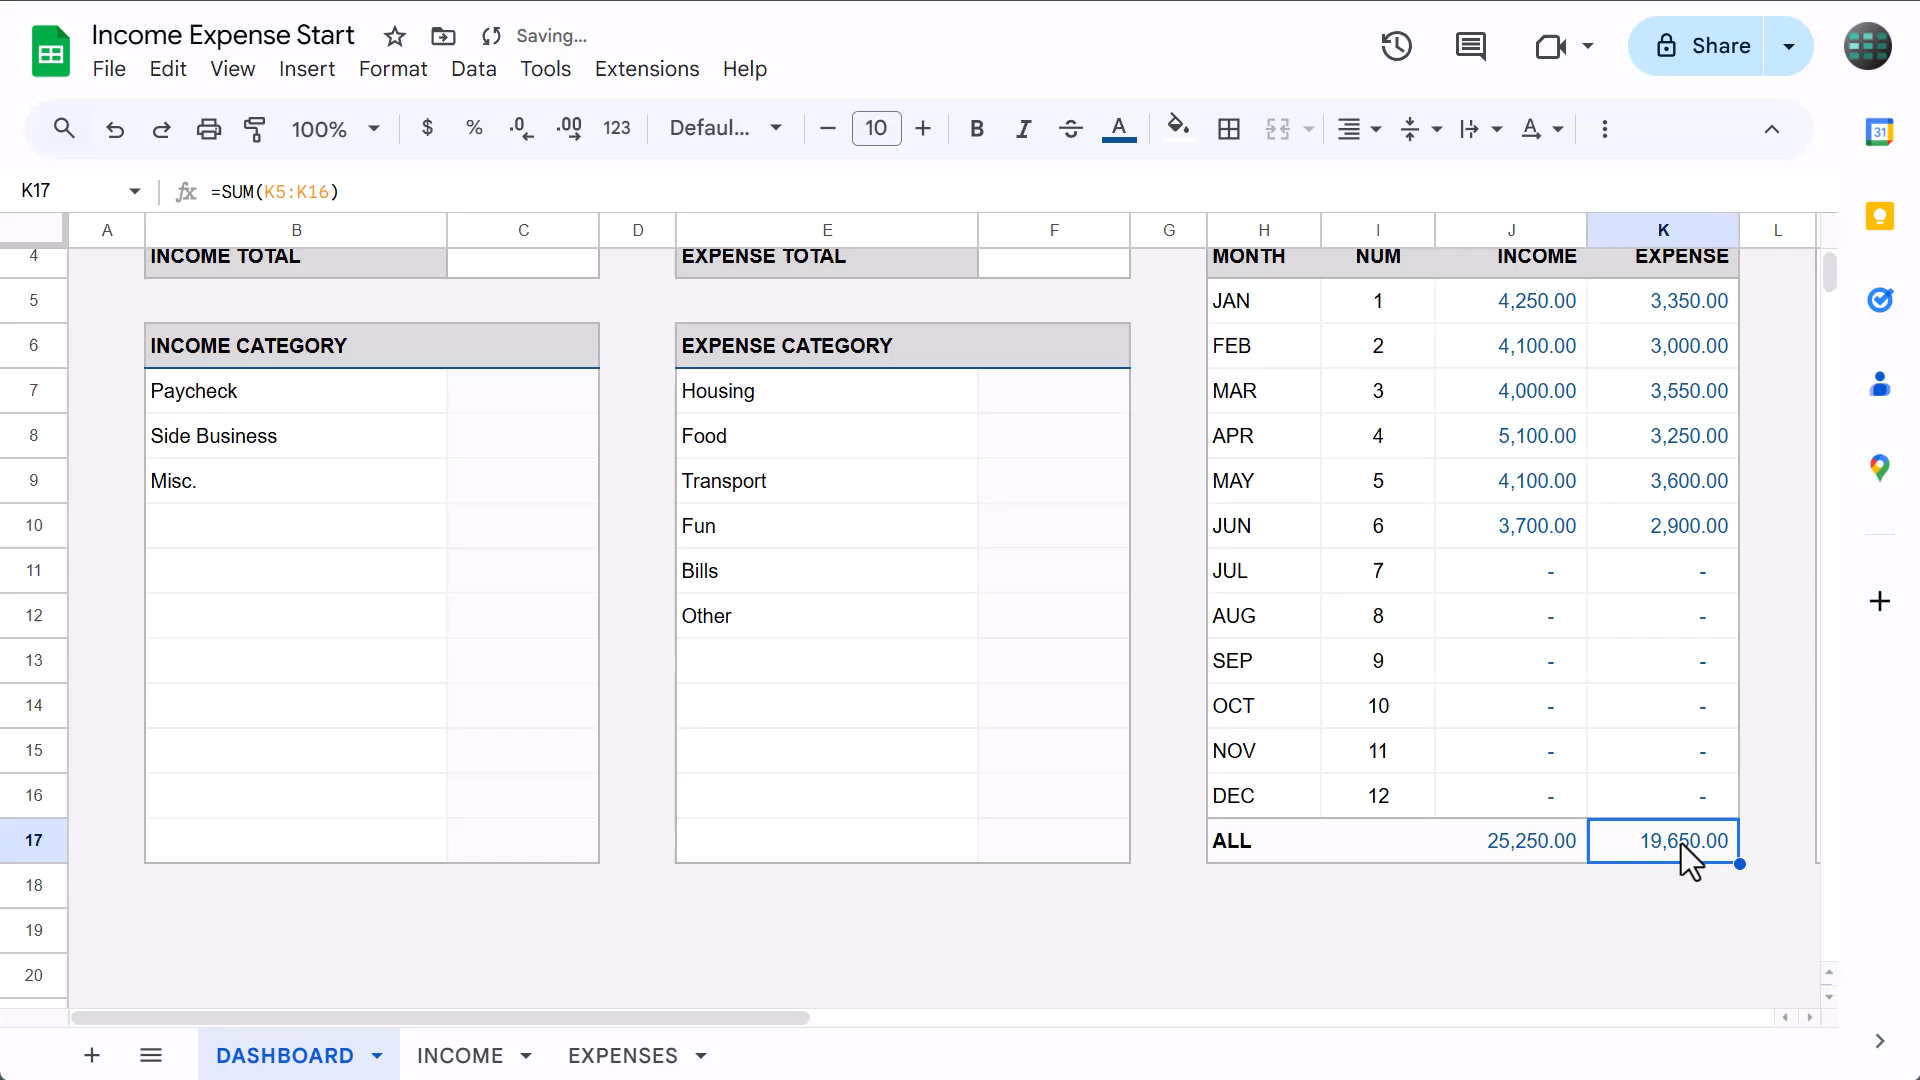 Income Expense Start Saving...
File Edit View Insert Format Data Tools Extensions Help
Share
100% $ % .0 .00 123 Defaul... 10 B I S A A
31
K17 fx =SUM(K5:K16)
A B C D E F G H I J K L
4 INCOME TOTAL EXPENSE TOTAL MONTH NUM INCOME EXPENSE
5 JAN 1 4,250.00 3,350.00
6 INCOME CATEGORY EXPENSE CATEGORY FEB 2 4,100.00 3,000.00
7 Paycheck Housing MAR 3 4,000.00 3,550.00
8 Side Business Food APR 4 5,100.00 3,250.00
9 Misc. Transport MAY 5 4,100.00 3,600.00
10 Fun JUN 6 3,700.00 2,900.00
11 Bills JUL 7 - -
12 Other AUG 8 - -
13 SEP 9 - -
14 OCT 10 - -
15 NOV 11 - -
16 DEC 12 - -
17 ALL 25,250.00 19,650.00
18
19
20
DASHBOARD INCOME EXPENSES